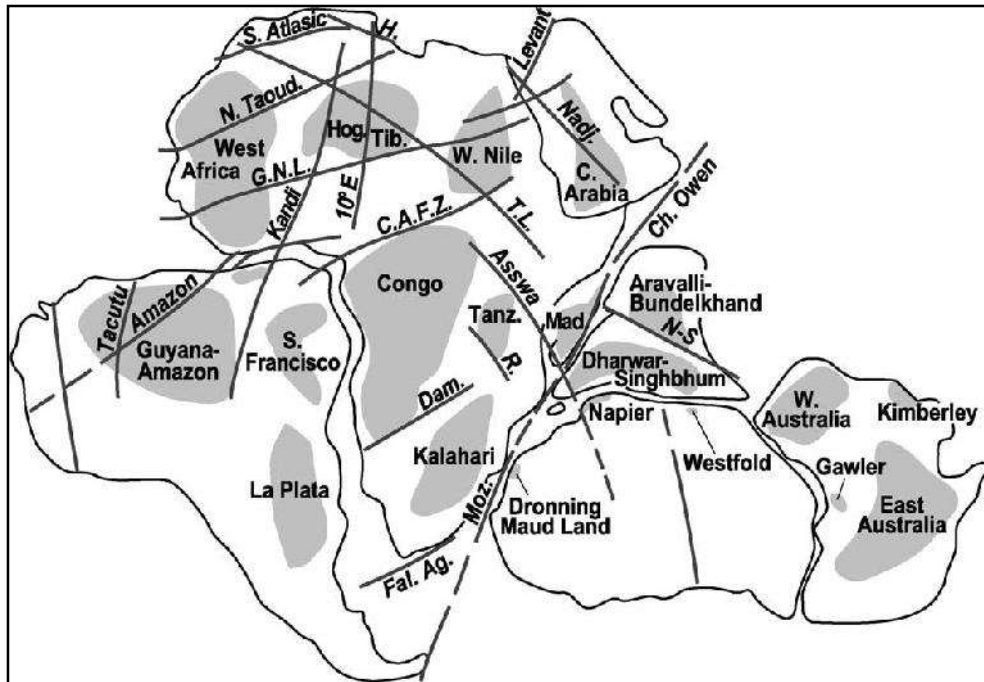 S. Atlasic
H.
Levant
N. Taoud.
Hog.
Tib.
Nadj.
West
Africa
W. Nile
C.
Arabia
G.N.L.
Kandi
10° E
C.A.F.Z.
T.L.
Ch. Owen
Tacutu
Amazon
Congo
Asswa
Aravalli-
Bundelkhand
Guyana-
Amazon
S.
Francisco
Tanz.
Mad.
N-S
R.
Dharwar-
Singhbhum
Dam.
Napier
W.
Australia
Kimberley
Kalahari
Westfold
Gawler
La Plata
Moz.
Dronning
Maud Land
East
Australia
Fal. Ag.